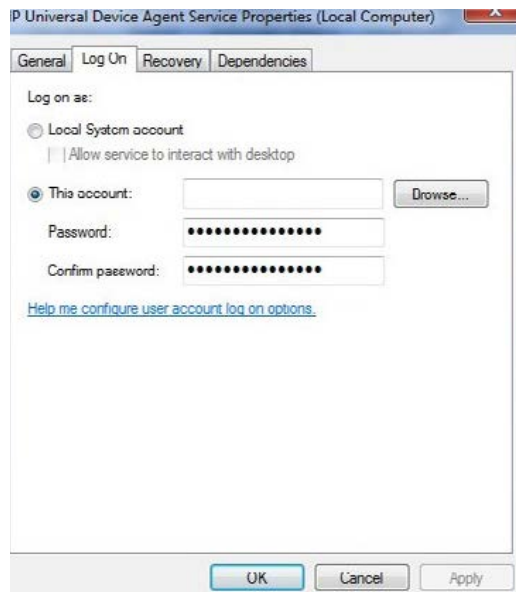 IP Universal Device Agent Service Properties (Local Computer)
General Log On Recovery Dependencies
Log on as:
Local System account
Allow service to interact with desktop
This account: Browse...
Password: ●●●●●●●●●●●●●●●
Confirm password: ●●●●●●●●●●●●●●●
Help me configure user account log on options.
OK Cancel Apply